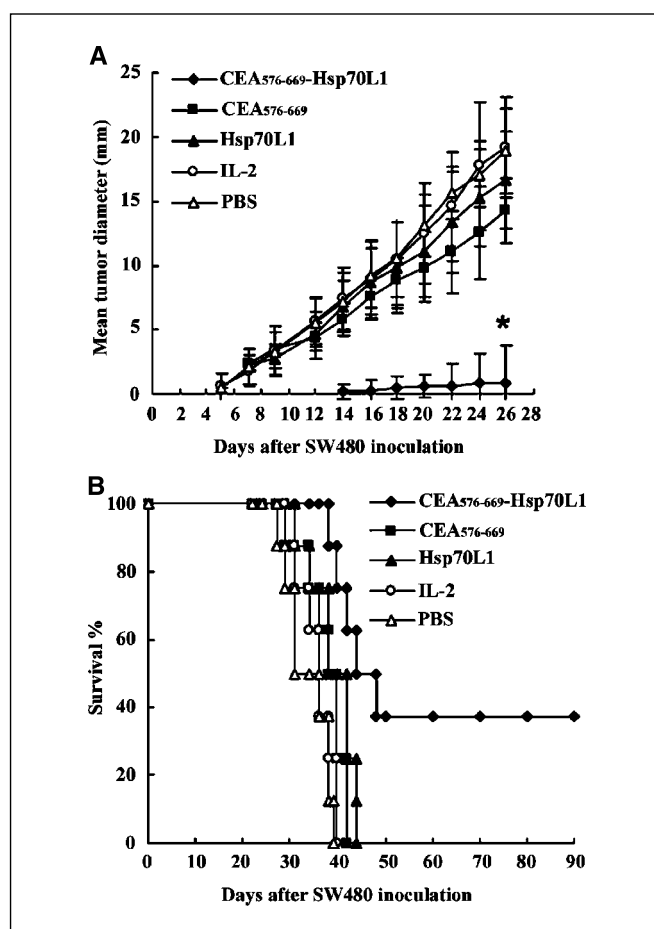 A
CEA576-669-Hsp70L1
CEA576-669
Hsp70L1
IL-2
PBS
Mean tumor diameter (mm)
25
20
15
10
5
0
*
0 2 4 6 8 10 12 14 16 18 20 22 24 26 28
Days after SW480 inoculation
B
CEA576-669-Hsp70L1
CEA576-669
Hsp70L1
IL-2
PBS
Survival %
100
80
60
40
20
0
0 10 20 30 40 50 60 70 80 90
Days after SW480 inoculation